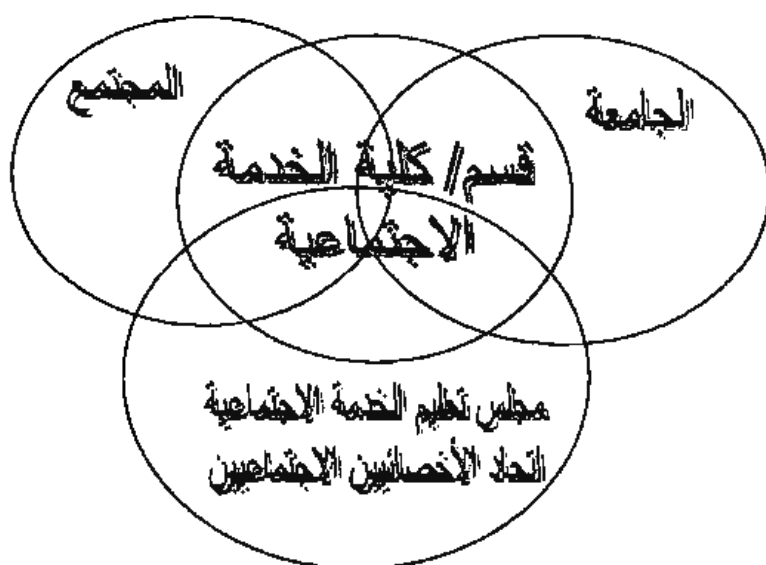 المجتمع
الجامعة
قسم/ كلية الخدمة
الاجتماعية
مجلس تعليم الخدمة الاجتماعية
اتحاد الأخصائيين الاجتماعيين